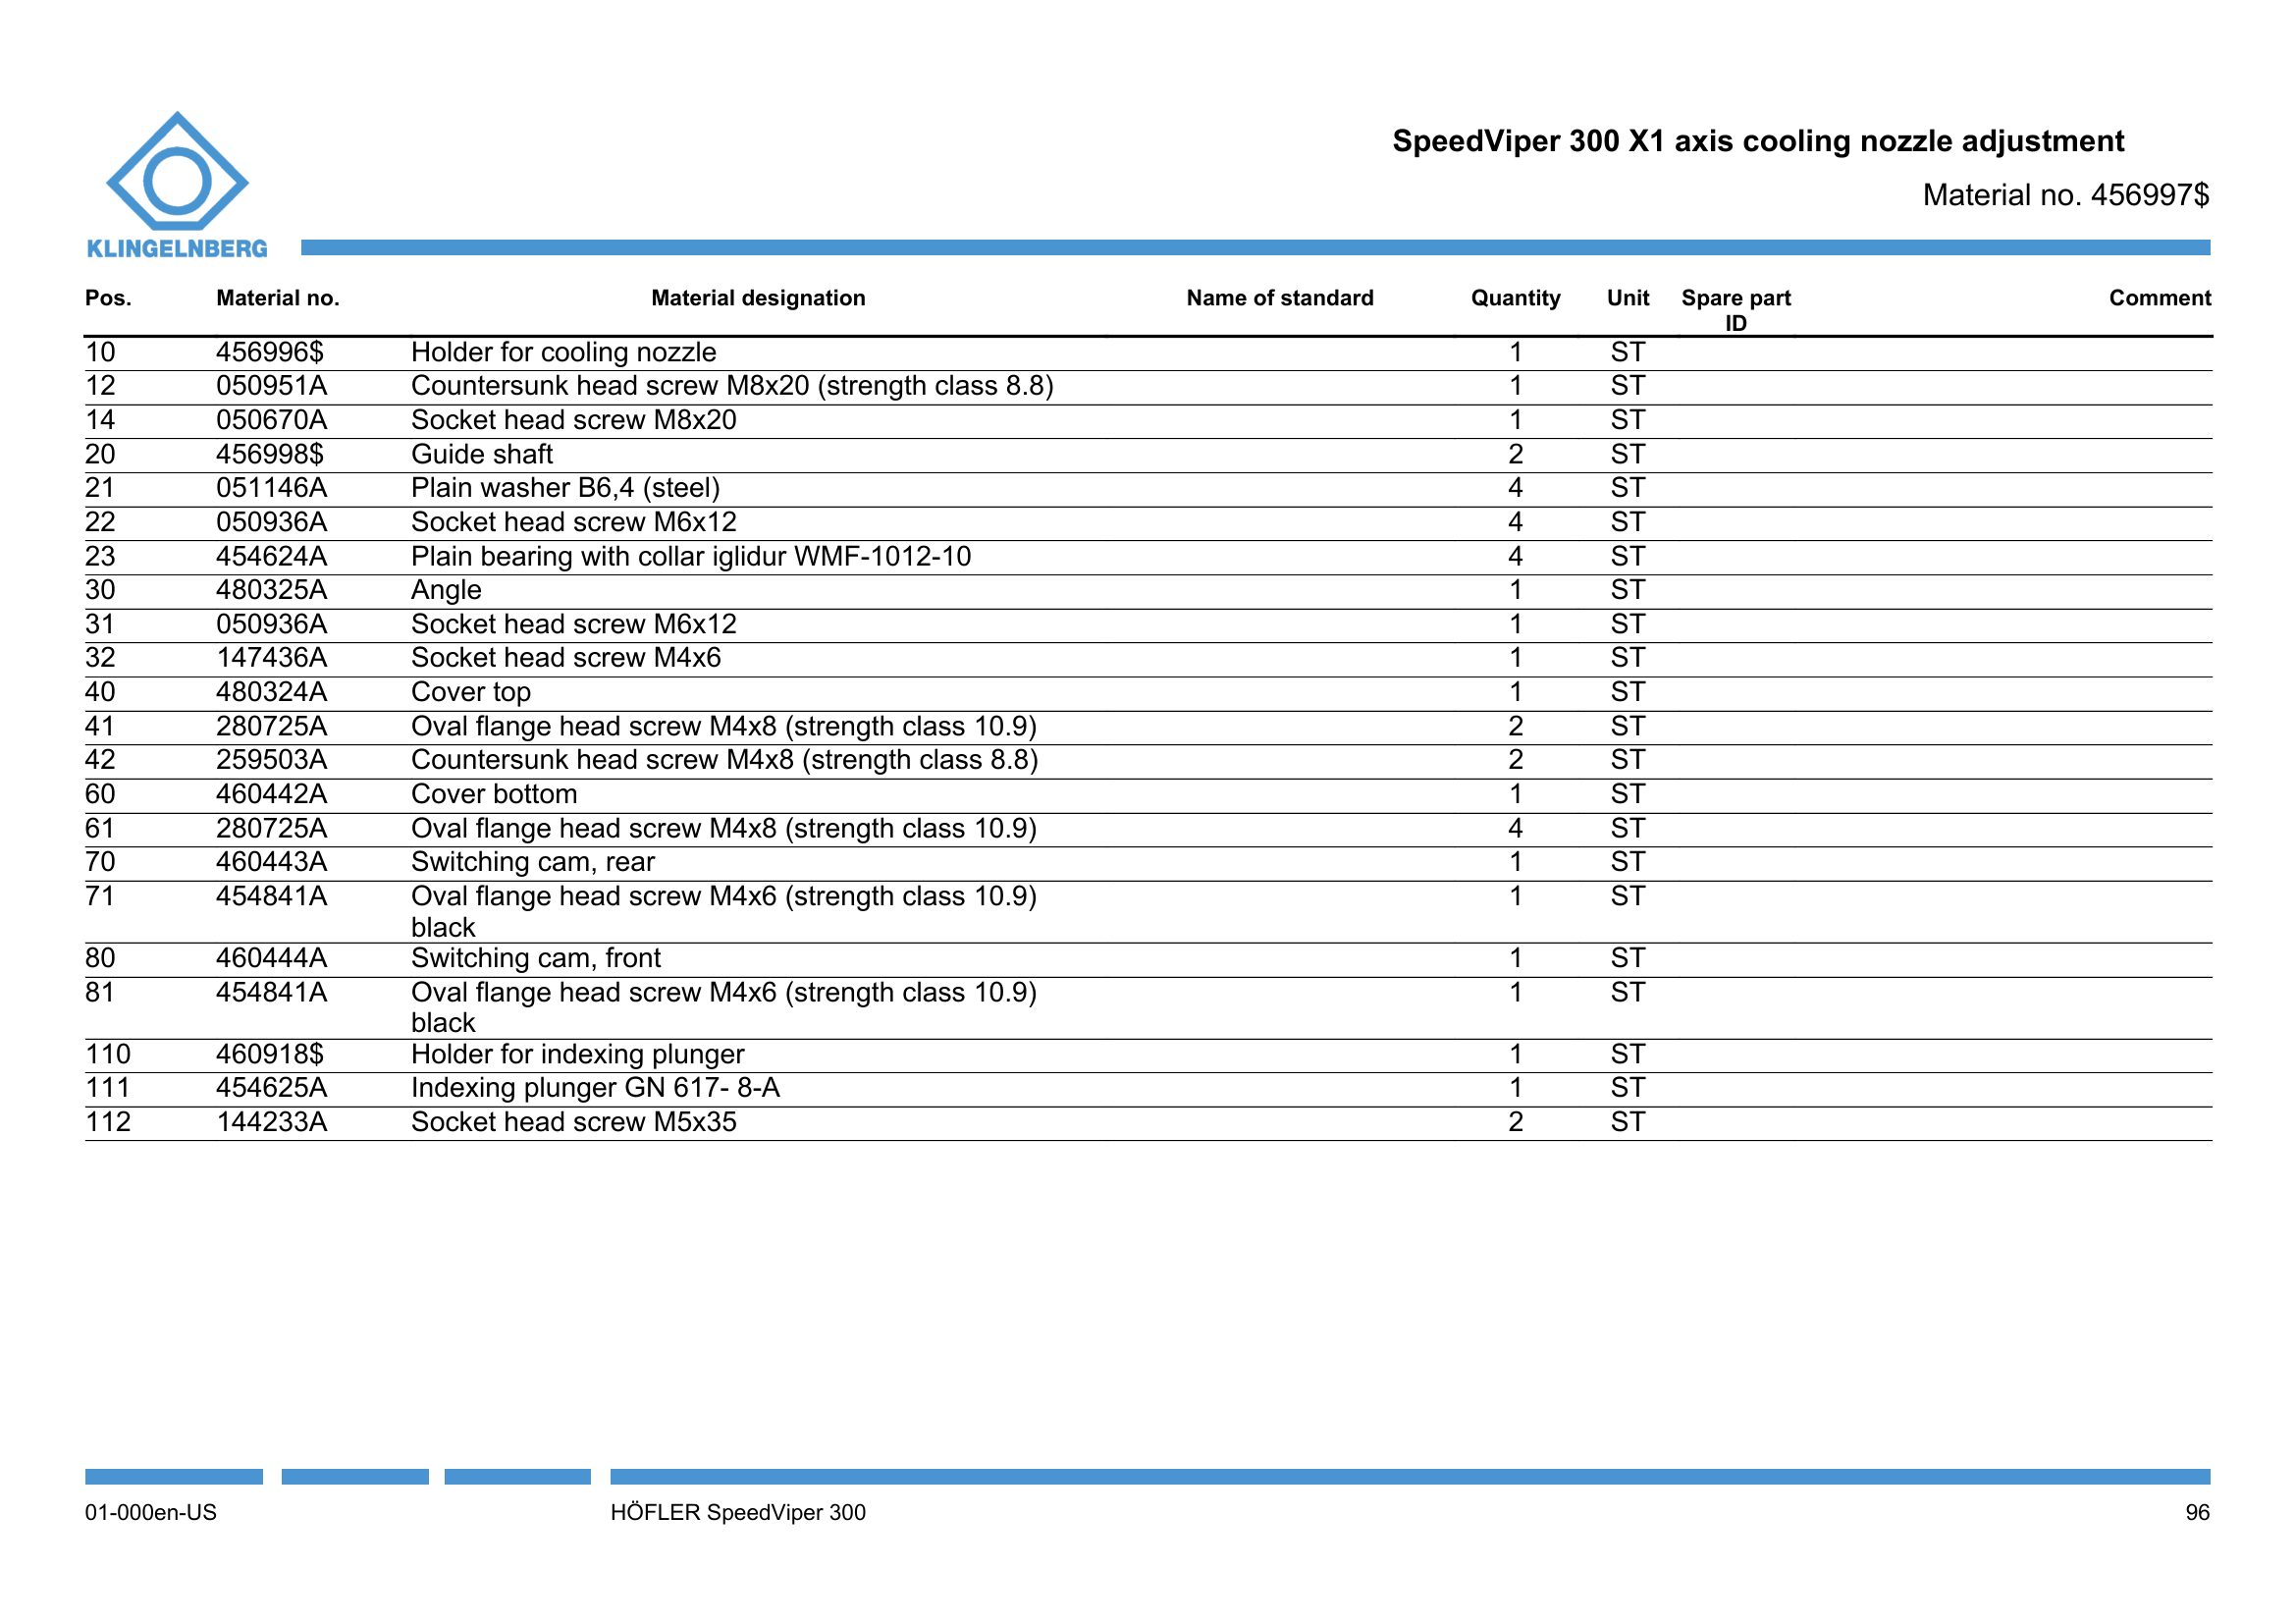 KLINGELNBERG
SpeedViper 300 X1 axis cooling nozzle adjustment
Material no. 456997$
Pos. Material no. Material designation Name of standard Quantity Unit Spare part ID Comment
10 456996$ Holder for cooling nozzle 1 ST
12 050951A Countersunk head screw M8x20 (strength class 8.8) 1 ST
14 050670A Socket head screw M8x20 1 ST
20 456998$ Guide shaft 2 ST
21 051146A Plain washer B6,4 (steel) 4 ST
22 050936A Socket head screw M6x12 4 ST
23 454624A Plain bearing with collar iglidur WMF-1012-10 4 ST
30 480325A Angle 1 ST
31 050936A Socket head screw M6x12 1 ST
32 147436A Socket head screw M4x6 1 ST
40 480324A Cover top 1 ST
41 280725A Oval flange head screw M4x8 (strength class 10.9) 2 ST
42 259503A Countersunk head screw M4x8 (strength class 8.8) 2 ST
60 460442A Cover bottom 1 ST
61 280725A Oval flange head screw M4x8 (strength class 10.9) 4 ST
70 460443A Switching cam, rear 1 ST
71 454841A Oval flange head screw M4x6 (strength class 10.9) 1 ST
black
80 460444A Switching cam, front 1 ST
81 454841A Oval flange head screw M4x6 (strength class 10.9) 1 ST
black
110 460918$ Holder for indexing plunger 1 ST
111 454625A Indexing plunger GN 617- 8-A 1 ST
112 144233A Socket head screw M5x35 2 ST
01-000en-US HÖFLER SpeedViper 300 96